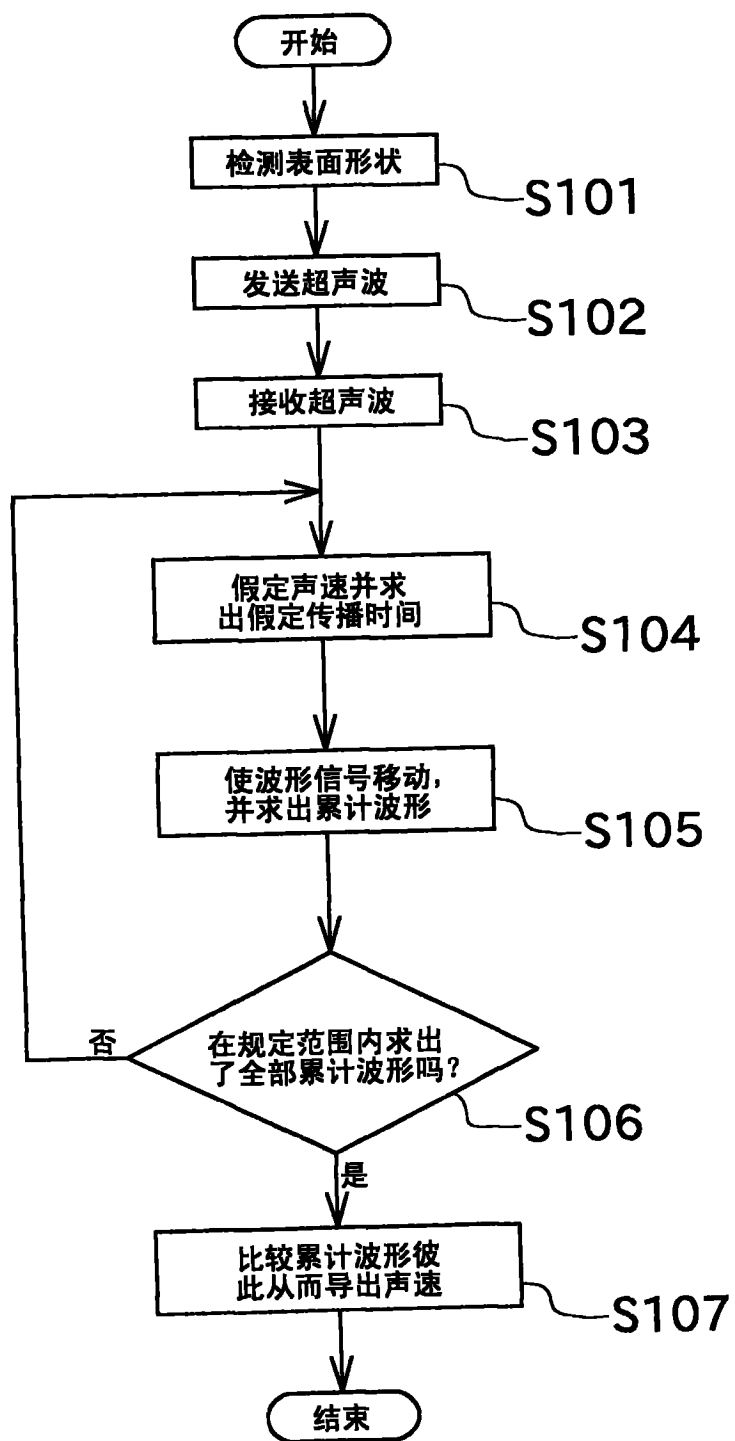 开始
检测表面形状
S101
发送超声波
S102
接收超声波
S103
假定声速并求
出假定传播时间
S104
使波形信号移动，
并求出累计波形
S105
否
在规定范围内求出
了全部累计波形吗？
S106
是
比较累计波形彼
此从而导出声速
S107
结束